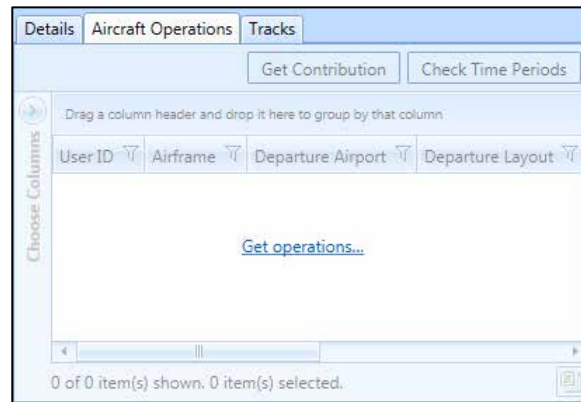 Details Aircraft Operations Tracks
Get Contribution Check Time Periods
Drag a column header and drop it here to group by that column
Choose Columns
User ID Airframe Departure Airport Departure Layout
Get operations...
0 of 0 item(s) shown. 0 item(s) selected.